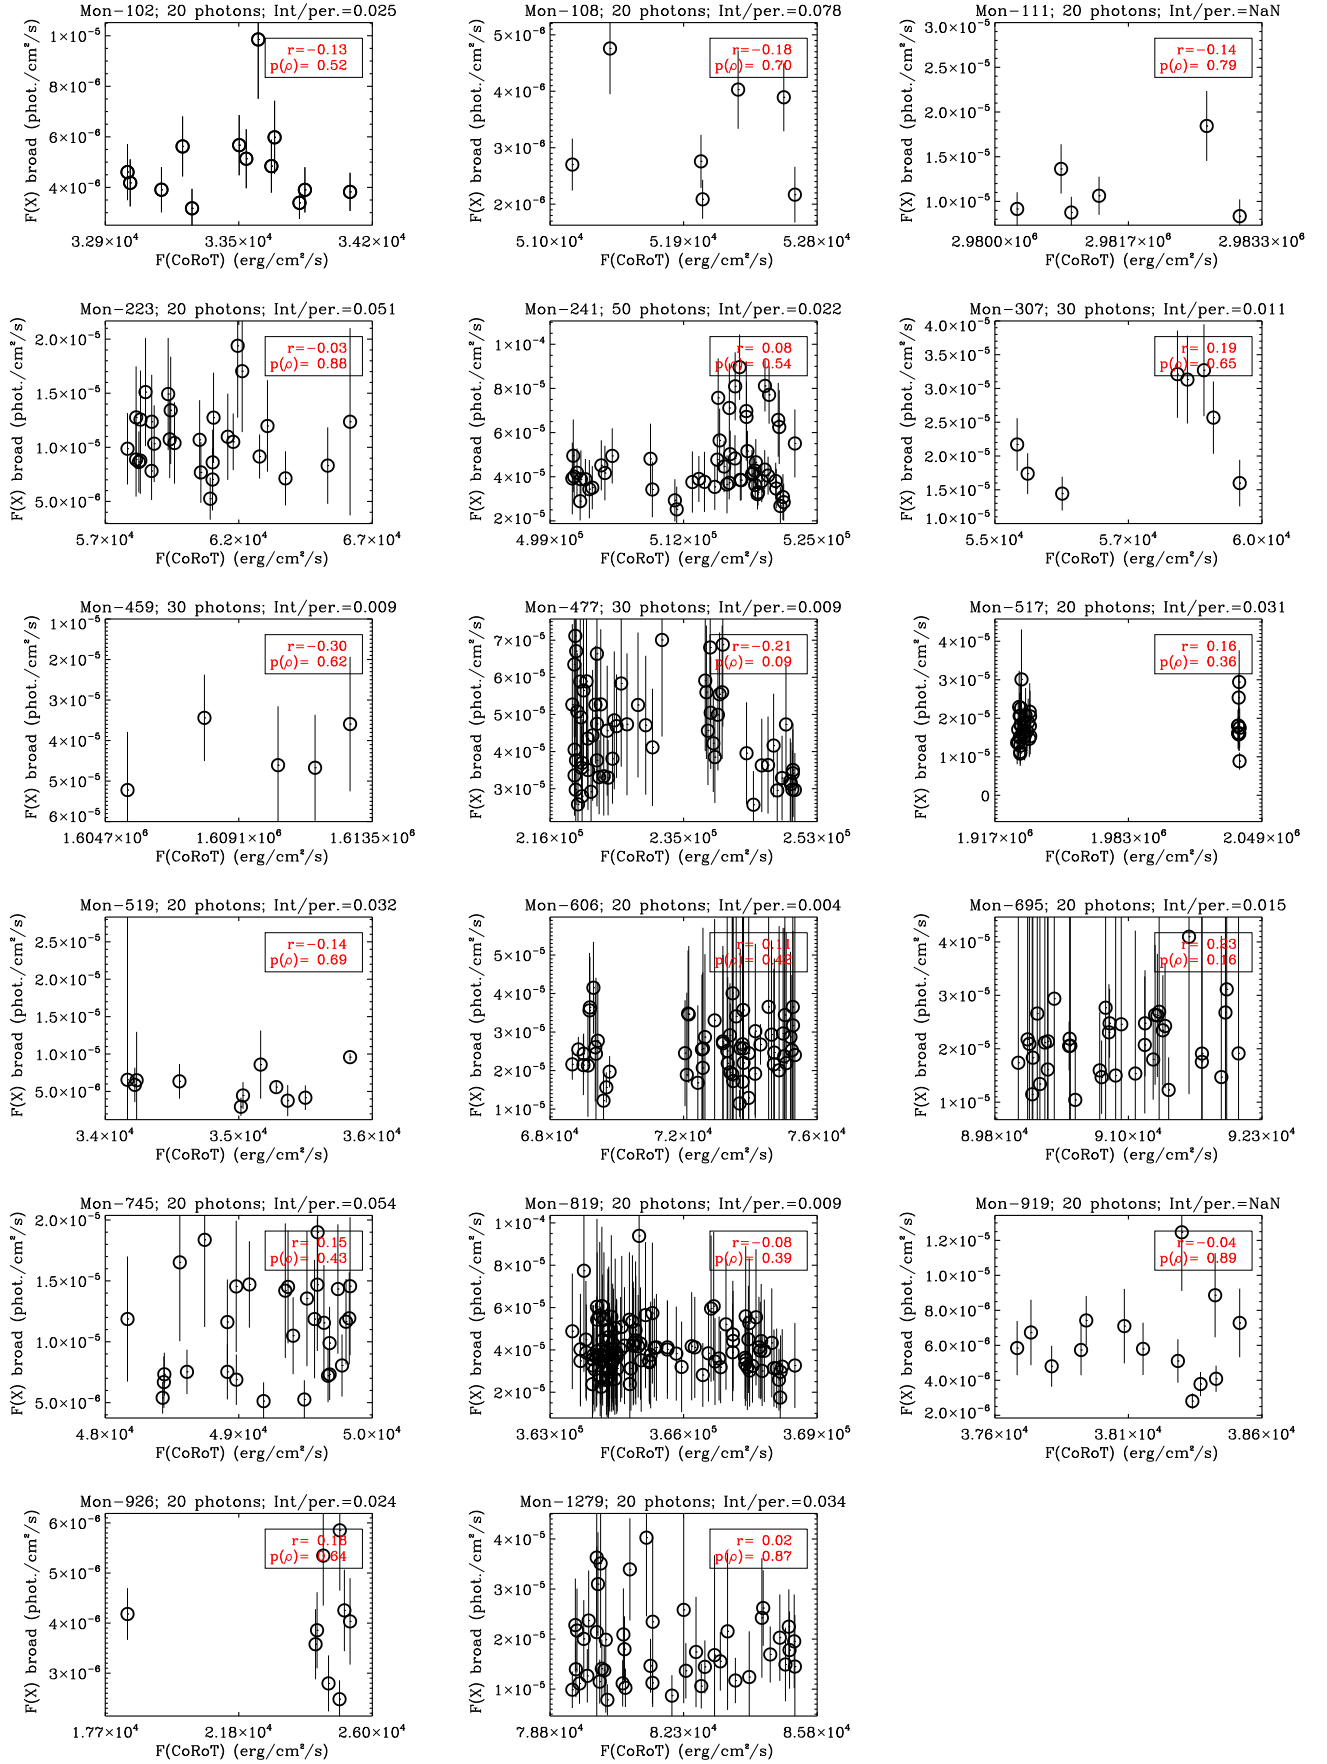 Mon-102; 20 photons; Int/per.=0.025
r=-0.13
p(ρ)= 0.52
F(X) broad (phot./cm²/s)
1×10⁻⁵
8×10⁻⁶
6×10⁻⁶
4×10⁻⁶
3.29×10⁴ 3.35×10⁴ 3.42×10⁴
F(CoRoT) (erg/cm²/s)
Mon-108; 20 photons; Int/per.=0.078
r=-0.18
p(ρ)= 0.70
F(X) broad (phot./cm²/s)
5×10⁻⁶
4×10⁻⁶
3×10⁻⁶
2×10⁻⁶
5.10×10⁴ 5.19×10⁴ 5.28×10⁴
F(CoRoT) (erg/cm²/s)
Mon-111; 20 photons; Int/per.=NaN
r=-0.14
p(ρ)= 0.79
F(X) broad (phot./cm²/s)
3.0×10⁻⁵
2.5×10⁻⁵
2.0×10⁻⁵
1.5×10⁻⁵
1.0×10⁻⁵
2.9800×10⁶ 2.9817×10⁶ 2.9833×10⁶
F(CoRoT) (erg/cm²/s)
Mon-223; 20 photons; Int/per.=0.051
r=-0.03
p(ρ)= 0.88
F(X) broad (phot./cm²/s)
2.0×10⁻⁵
1.5×10⁻⁵
1.0×10⁻⁵
5.0×10⁻⁶
5.7×10⁴ 6.2×10⁴ 6.7×10⁴
F(CoRoT) (erg/cm²/s)
Mon-241; 50 photons; Int/per.=0.022
r= 0.08
p(ρ)= 0.54
F(X) broad (phot./cm²/s)
1×10⁻⁴
8×10⁻⁵
6×10⁻⁵
4×10⁻⁵
2×10⁻⁵
4.99×10⁵ 5.12×10⁵ 5.25×10⁵
F(CoRoT) (erg/cm²/s)
Mon-307; 30 photons; Int/per.=0.011
r= 0.19
p(ρ)= 0.65
F(X) broad (phot./cm²/s)
4.0×10⁻⁵
3.5×10⁻⁵
3.0×10⁻⁵
2.5×10⁻⁵
2.0×10⁻⁵
1.5×10⁻⁵
1.0×10⁻⁵
5.5×10⁴ 5.7×10⁴ 6.0×10⁴
F(CoRoT) (erg/cm²/s)
Mon-459; 30 photons; Int/per.=0.009
r=-0.30
p(ρ)= 0.62
F(X) broad (phot./cm²/s)
1×10⁻⁵
2×10⁻⁵
3×10⁻⁵
4×10⁻⁵
5×10⁻⁵
6×10⁻⁵
1.6047×10⁶ 1.6091×10⁶ 1.6135×10⁶
F(CoRoT) (erg/cm²/s)
Mon-477; 30 photons; Int/per.=0.009
r=-0.21
p(ρ)= 0.09
F(X) broad (phot./cm²/s)
7×10⁻⁵
6×10⁻⁵
5×10⁻⁵
4×10⁻⁵
3×10⁻⁵
2.16×10⁵ 2.35×10⁵ 2.53×10⁵
F(CoRoT) (erg/cm²/s)
Mon-517; 20 photons; Int/per.=0.031
r= 0.16
p(ρ)= 0.36
F(X) broad (phot./cm²/s)
4×10⁻⁵
3×10⁻⁵
2×10⁻⁵
1×10⁻⁵
0
1.917×10⁶ 1.983×10⁶ 2.049×10⁶
F(CoRoT) (erg/cm²/s)
Mon-519; 20 photons; Int/per.=0.032
r=-0.14
p(ρ)= 0.69
F(X) broad (phot./cm²/s)
2.5×10⁻⁵
2.0×10⁻⁵
1.5×10⁻⁵
1.0×10⁻⁵
5.0×10⁻⁶
3.4×10⁴ 3.5×10⁴ 3.6×10⁴
F(CoRoT) (erg/cm²/s)
Mon-606; 20 photons; Int/per.=0.004
r= 0.11
p(ρ)= 0.42
F(X) broad (phot./cm²/s)
5×10⁻⁵
4×10⁻⁵
3×10⁻⁵
2×10⁻⁵
1×10⁻⁵
6.8×10⁴ 7.2×10⁴ 7.6×10⁴
F(CoRoT) (erg/cm²/s)
Mon-695; 20 photons; Int/per.=0.015
r= 0.23
p(ρ)= 0.16
F(X) broad (phot./cm²/s)
4×10⁻⁵
3×10⁻⁵
2×10⁻⁵
1×10⁻⁵
8.98×10⁴ 9.10×10⁴ 9.23×10⁴
F(CoRoT) (erg/cm²/s)
Mon-745; 20 photons; Int/per.=0.054
r= 0.15
p(ρ)= 0.43
F(X) broad (phot./cm²/s)
2.0×10⁻⁵
1.5×10⁻⁵
1.0×10⁻⁵
5.0×10⁻⁶
4.8×10⁴ 4.9×10⁴ 5.0×10⁴
F(CoRoT) (erg/cm²/s)
Mon-819; 20 photons; Int/per.=0.009
r=-0.08
p(ρ)= 0.39
F(X) broad (phot./cm²/s)
1×10⁻⁴
8×10⁻⁵
6×10⁻⁵
4×10⁻⁵
2×10⁻⁵
3.63×10⁵ 3.66×10⁵ 3.69×10⁵
F(CoRoT) (erg/cm²/s)
Mon-919; 20 photons; Int/per.=NaN
r=-0.04
p(ρ)= 0.89
F(X) broad (phot./cm²/s)
1.2×10⁻⁵
1.0×10⁻⁵
8.0×10⁻⁶
6.0×10⁻⁶
4.0×10⁻⁶
2.0×10⁻⁶
3.76×10⁴ 3.81×10⁴ 3.86×10⁴
F(CoRoT) (erg/cm²/s)
Mon-926; 20 photons; Int/per.=0.024
r= 0.18
p(ρ)= 0.64
F(X) broad (phot./cm²/s)
6×10⁻⁶
5×10⁻⁶
4×10⁻⁶
3×10⁻⁶
1.77×10⁴ 2.18×10⁴ 2.60×10⁴
F(CoRoT) (erg/cm²/s)
Mon-1279; 20 photons; Int/per.=0.034
r= 0.02
p(ρ)= 0.87
F(X) broad (phot./cm²/s)
4×10⁻⁵
3×10⁻⁵
2×10⁻⁵
1×10⁻⁵
7.88×10⁴ 8.23×10⁴ 8.58×10⁴
F(CoRoT) (erg/cm²/s)